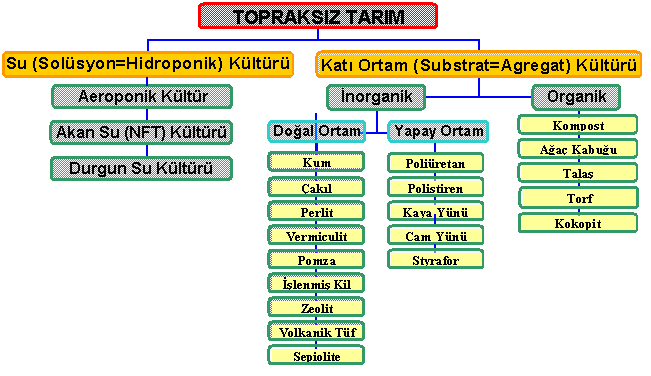 TOPRAKSIZ TARIM
Su (Solüsyon=Hidroponik) Kültürü
Aeroponik Kültür
Akan Su (NFT) Kültürü
Durgun Su Kültürü
Katı Ortam (Substrat=Agregat) Kültürü
İnorganik
Doğal Ortam
Kum
Çakıl
Perlit
Vermiculit
Pomza
İşlenmiş Kil
Zeolit
Volkanik Tüf
Sepiolite
Yapay Ortam
Poliüretan
Polistiren
Kaya Yünü
Cam Yünü
Styrafor
Organik
Kompost
Ağaç Kabuğu
Talaş
Torf
Kokopit